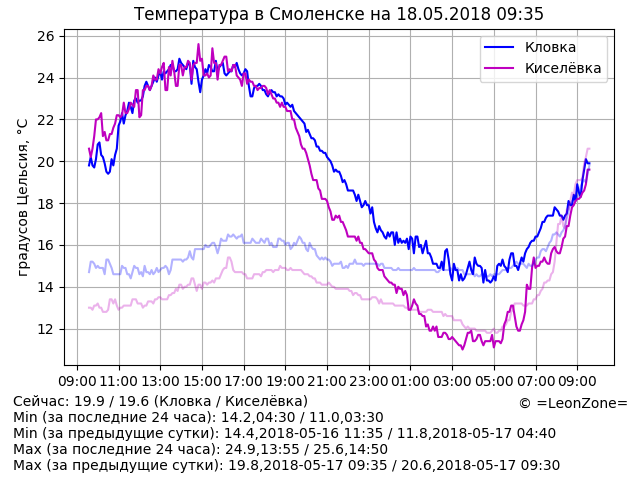 Температура в Смоленске на 18.05.2018 09:35
градусов Цельсия, °C
26
24
22
20
18
16
14
12
Кловка
Киселёвка
09:00 11:00 13:00 15:00 17:00 19:00 21:00 23:00 01:00 03:00 05:00 07:00 09:00
Сейчас: 19.9 / 19.6 (Кловка / Киселёвка)
© =LeonZone=
Min (за последние 24 часа): 14.2,04:30 / 11.0,03:30
Min (за предыдущие сутки): 14.4,2018-05-16 11:35 / 11.8,2018-05-17 04:40
Max (за последние 24 часа): 24.9,13:55 / 25.6,14:50
Max (за предыдущие сутки): 19.8,2018-05-17 09:35 / 20.6,2018-05-17 09:30